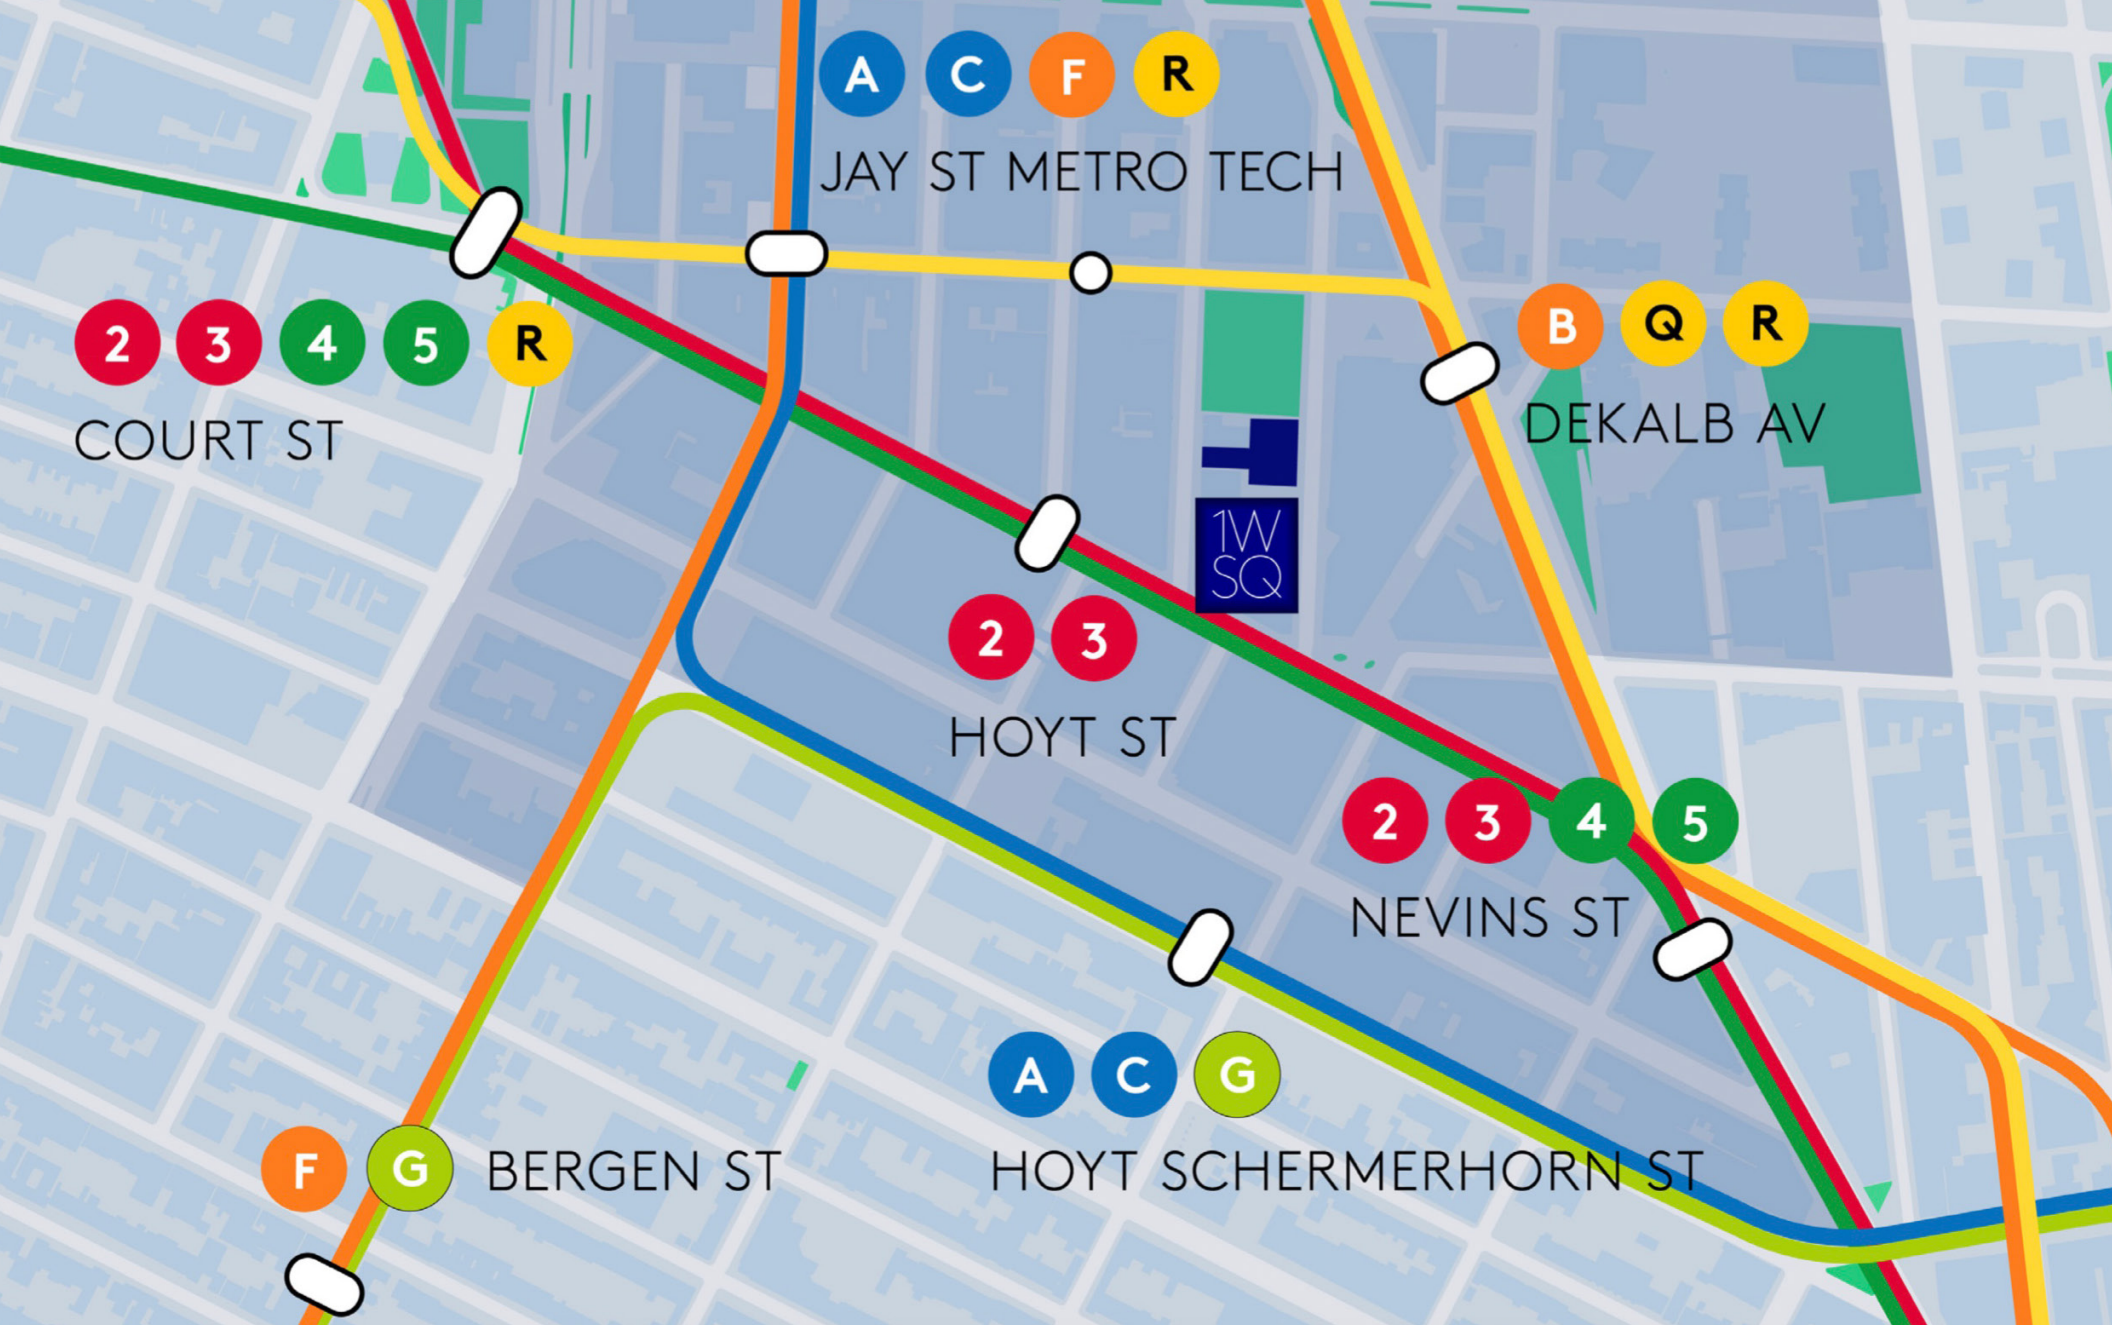 A C F R
JAY ST METRO TECH
2 3 4 5 R
COURT ST
B Q R
DEKALB AV
1W
SQ
2 3
HOYT ST
2 3 4 5
NEVINS ST
A C G
HOYT SCHERMERHORN ST
F G BERGEN ST